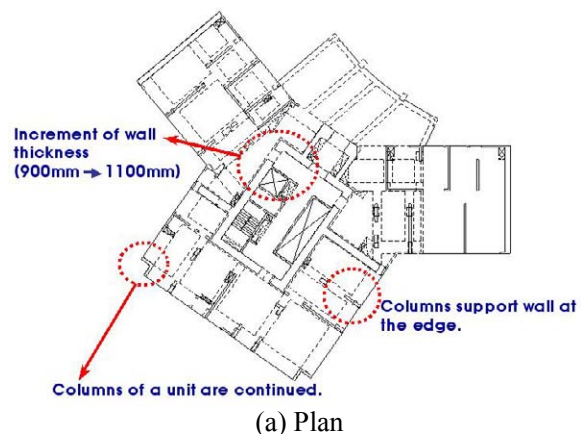 Increment of wall
thickness
(900mm → 1100mm)
Columns support wall at
the edge.
Columns of a unit are continued.
(a) Plan